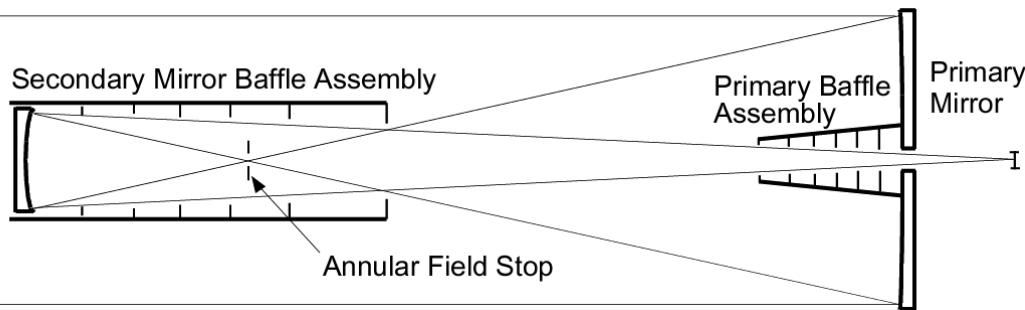 Secondary Mirror Baffle Assembly
Primary Baffle
Assembly
Primary
Mirror
Annular Field Stop